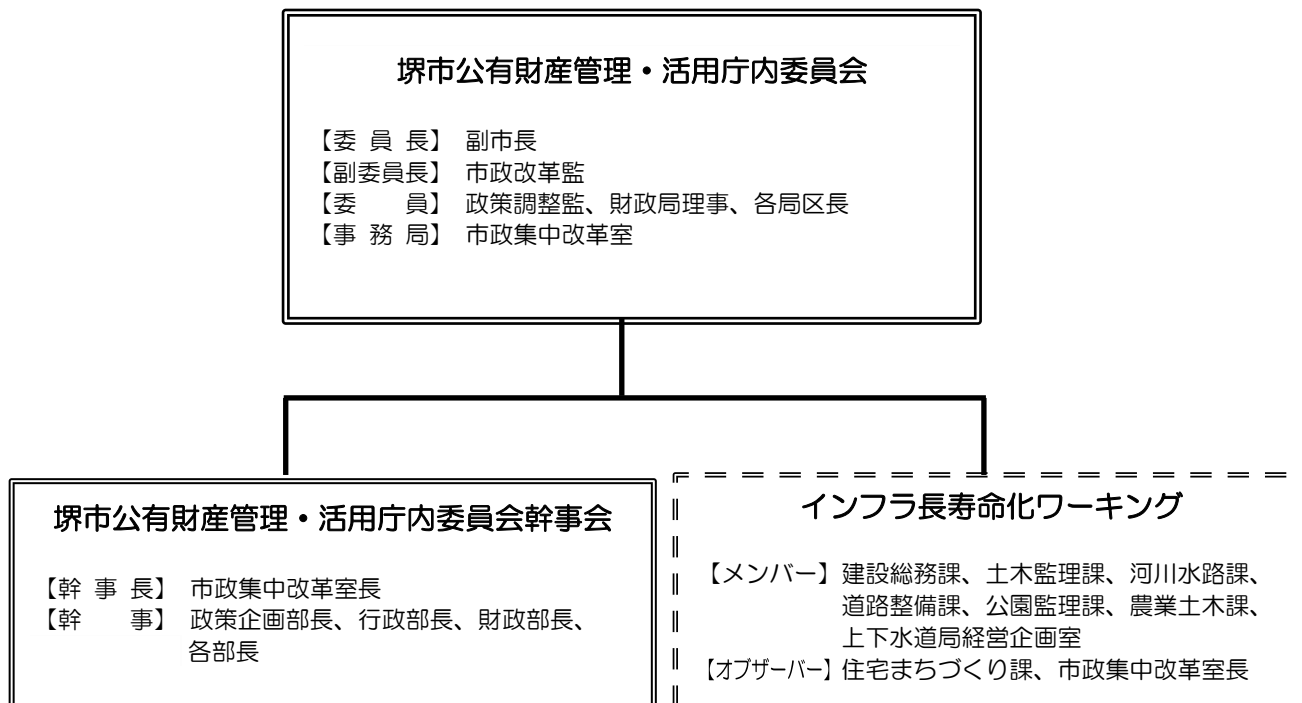 堺市公有財産管理・活用庁内委員会
【委 員 長】 副市長
【副委員長】 市政改革監
【委　　員】 政策調整監、財政局理事、各局区長
【事 務 局】 市政集中改革室
堺市公有財産管理・活用庁内委員会幹事会
【幹 事 長】 市政集中改革室長
【幹　　事】 政策企画部長、行政部長、財政部長、
各部長
インフラ長寿命化ワーキング
【メンバー】建設総務課、土木監理課、河川水路課、
道路整備課、公園監理課、農業土木課、
上下水道局経営企画室
【オブザーバー】住宅まちづくり課、市政集中改革室長